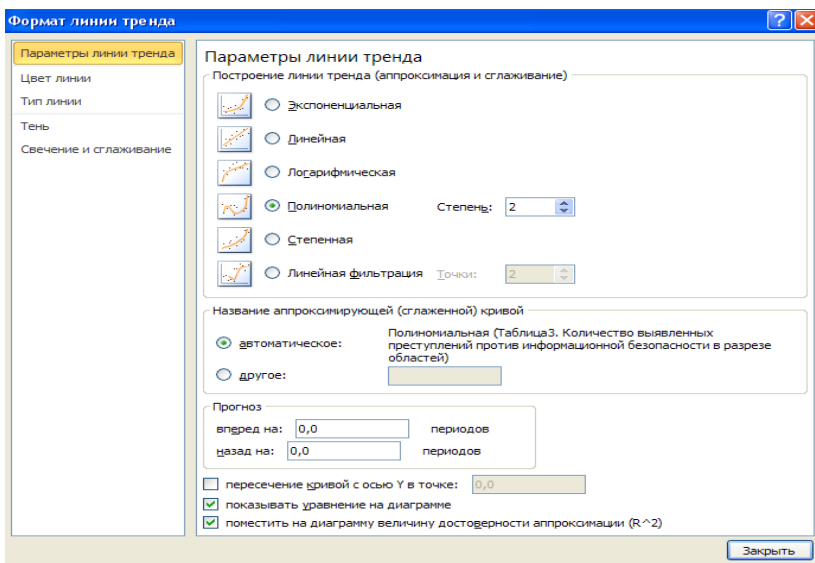 Формат линии тренда
Параметры линии тренда
Цвет линии
Тип линии
Тень
Свечение и сглаживание
Параметры линии тренда
Построение линии тренда (аппроксимация и сглаживание)
Экспоненциальная
Линейная
Логарифмическая
Полиномиальная Степень: 2
Степенная
Линейная фильтрация Точки: 2
Название аппроксимирующей (сглаженной) кривой
автоматическое: Полиномиальная (Таблица3. Количество выявленных
преступлений против информационной безопасности в разрезе
областей)
другое:
Прогноз
вперед на: 0,0 периодов
назад на: 0,0 периодов
пересечение кривой с осью Y в точке: 0,0
показывать уравнение на диаграмме
поместить на диаграмму величину достоверности аппроксимации (R^2)
Закрыть